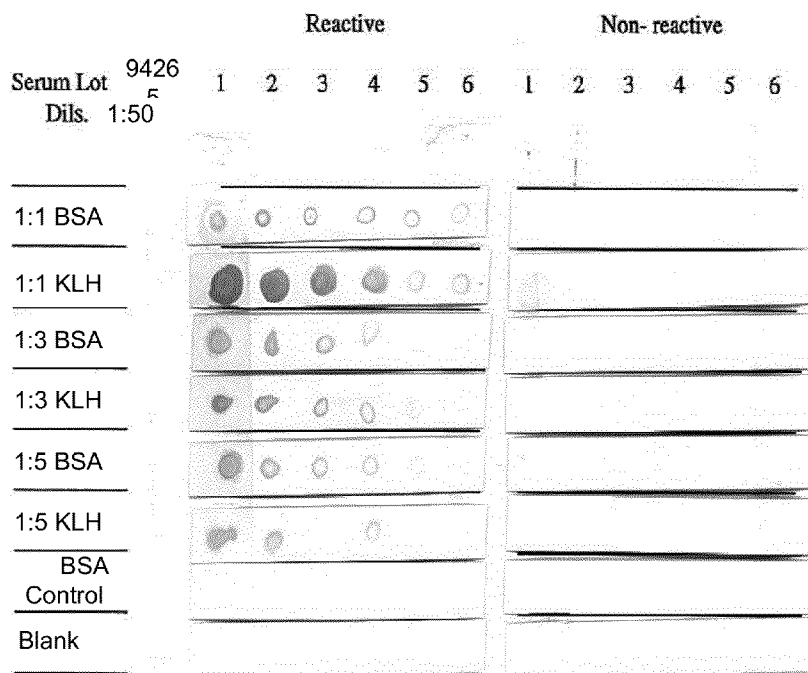 Reactive Non- reactive
Serum Lot 9426 1 2 3 4 5 6 1 2 3 4 5 6
5
Dils. 1:50
1:1 BSA
1:1 KLH
1:3 BSA
1:3 KLH
1:5 BSA
1:5 KLH
BSA
Control
Blank